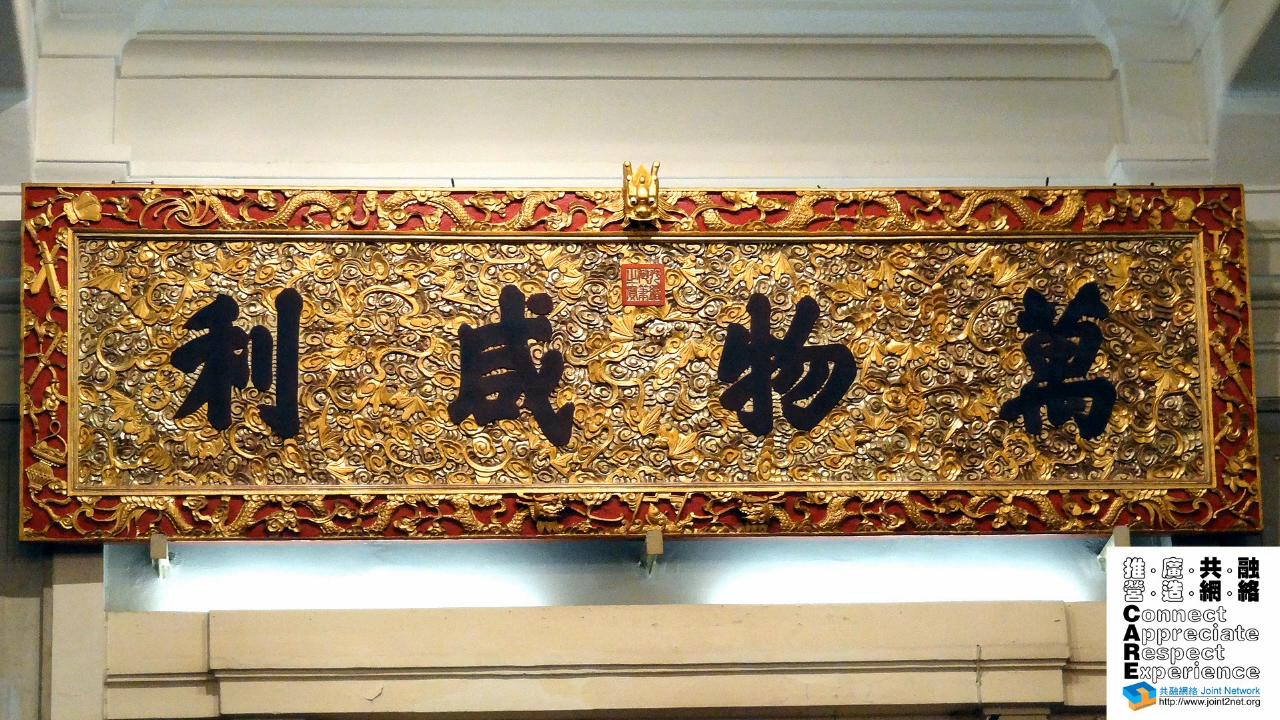 萬物咸利
推·廣·共·融
營·造·網·絡
Connect
Appreciate
Respect
Experience
共融網絡 Joint Network
http://www.joint2net.org